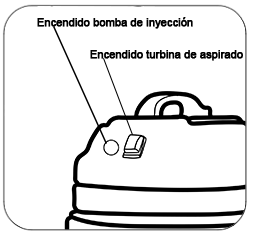 Encendido bomba de inyección
Encendido turbina de aspirado